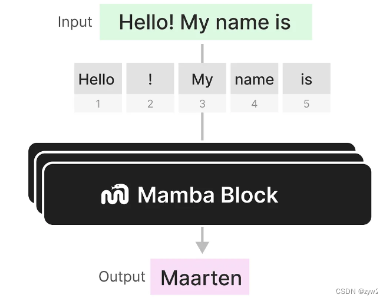 Input Hello! My name is
Hello ! My name is
1 2 3 4 5
Mamba Block
Output Maarten
CSDN @zyw2